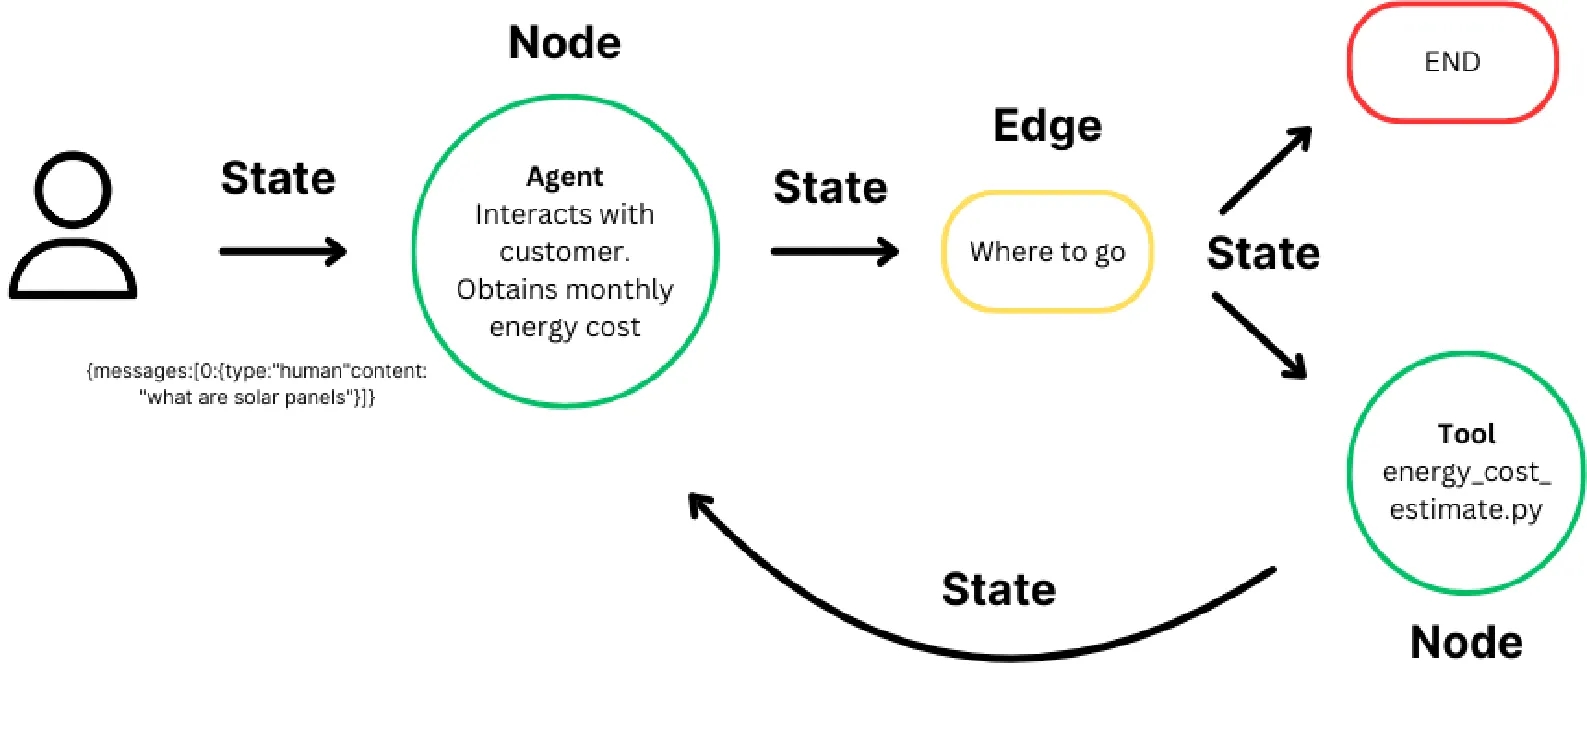 Node
END
Edge
State
Agent
Interacts with
customer.
Obtains monthly
energy cost
State
Where to go
State
{messages:[0:{type:"human"content:
"what are solar panels"}]}
Tool
energy_cost_
estimate.py
State
Node